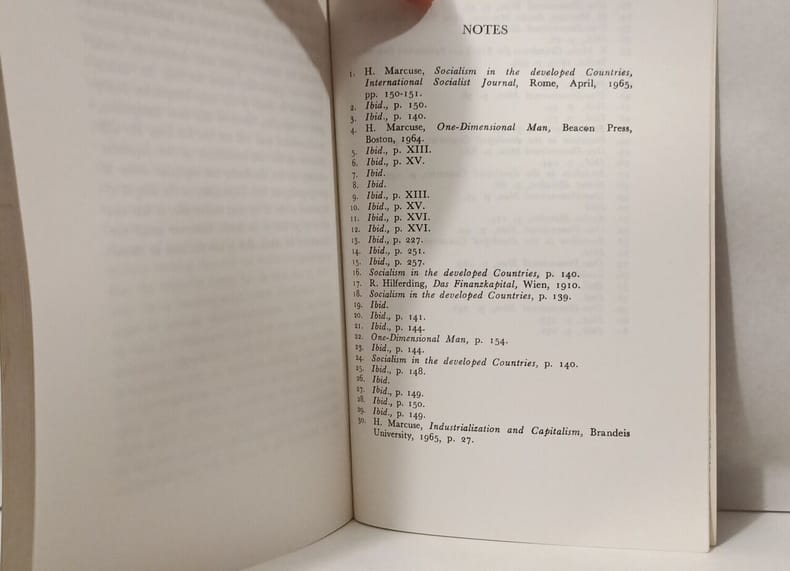 NOTES
1. H. Marcuse, Socialism in the developed Countries,
International Socialist Journal, Rome, April, 1965,
pp. 150-151.
2. Ibid., p. 150.
3. Ibid., p. 140.
4. H. Marcuse, One-Dimensional Man, Beacon Press,
Boston, 1964.
5. Ibid., p. XIII.
6. Ibid., p. XV.
7. Ibid.
8. Ibid.
9. Ibid., p. XIII.
10. Ibid., p. XV.
11. Ibid., p. XVI.
12. Ibid., p. XVI.
13. Ibid., p. 227.
14. Ibid., p. 251.
15. Ibid., p. 257.
16. Socialism in the developed Countries, p. 140.
17. R. Hilferding, Das Finanzkapital, Wien, 1910.
18. Socialism in the developed Countries, p. 139.
19. Ibid.
20. Ibid., p. 141.
21. Ibid., p. 144.
22. One-Dimensional Man, p. 154.
23. Ibid., p. 144.
24. Socialism in the developed Countries, p. 140.
25. Ibid., p. 148.
26. Ibid.
27. Ibid., p. 149.
28. Ibid., p. 150.
29. Ibid., p. 149.
30. H. Marcuse, Industrialization and Capitalism, Brandeis
University, 1965, p. 27.